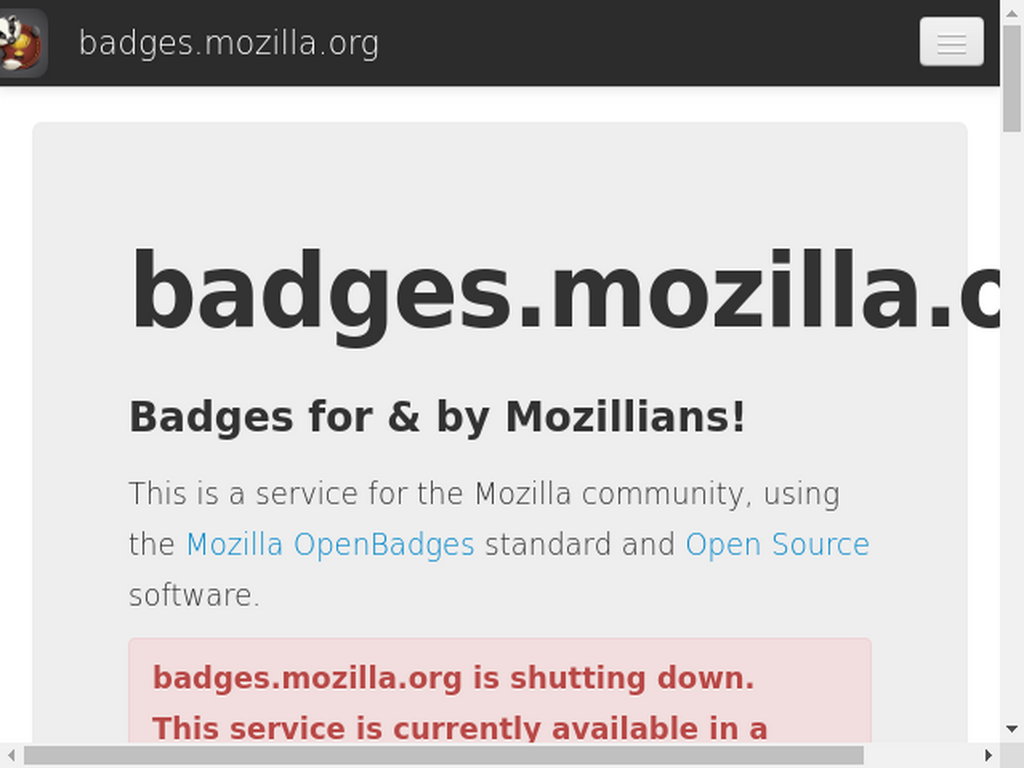 badges.mozilla.org
badges.mozilla.o
Badges for & by Mozillians!
This is a service for the Mozilla community, using
the Mozilla OpenBadges standard and Open Source
software.
badges.mozilla.org is shutting down.
This service is currently available in a